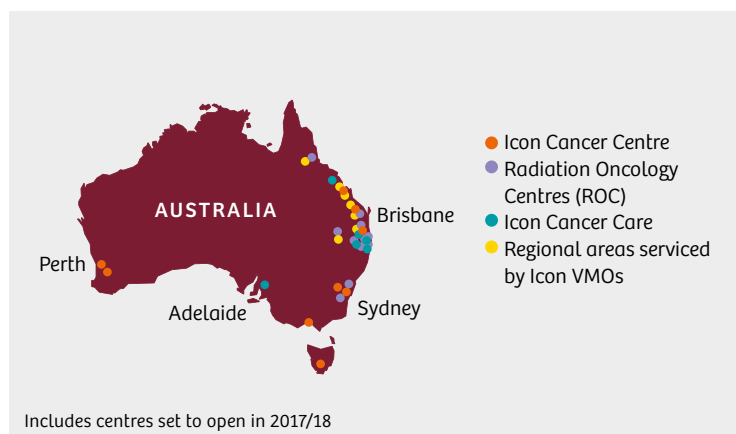 Icon Cancer Centre
Radiation Oncology
Centres (ROC)
Icon Cancer Care
Regional areas serviced
by Icon VMOs
AUSTRALIA
Brisbane
Perth
Adelaide
Sydney
Includes centres set to open in 2017/18